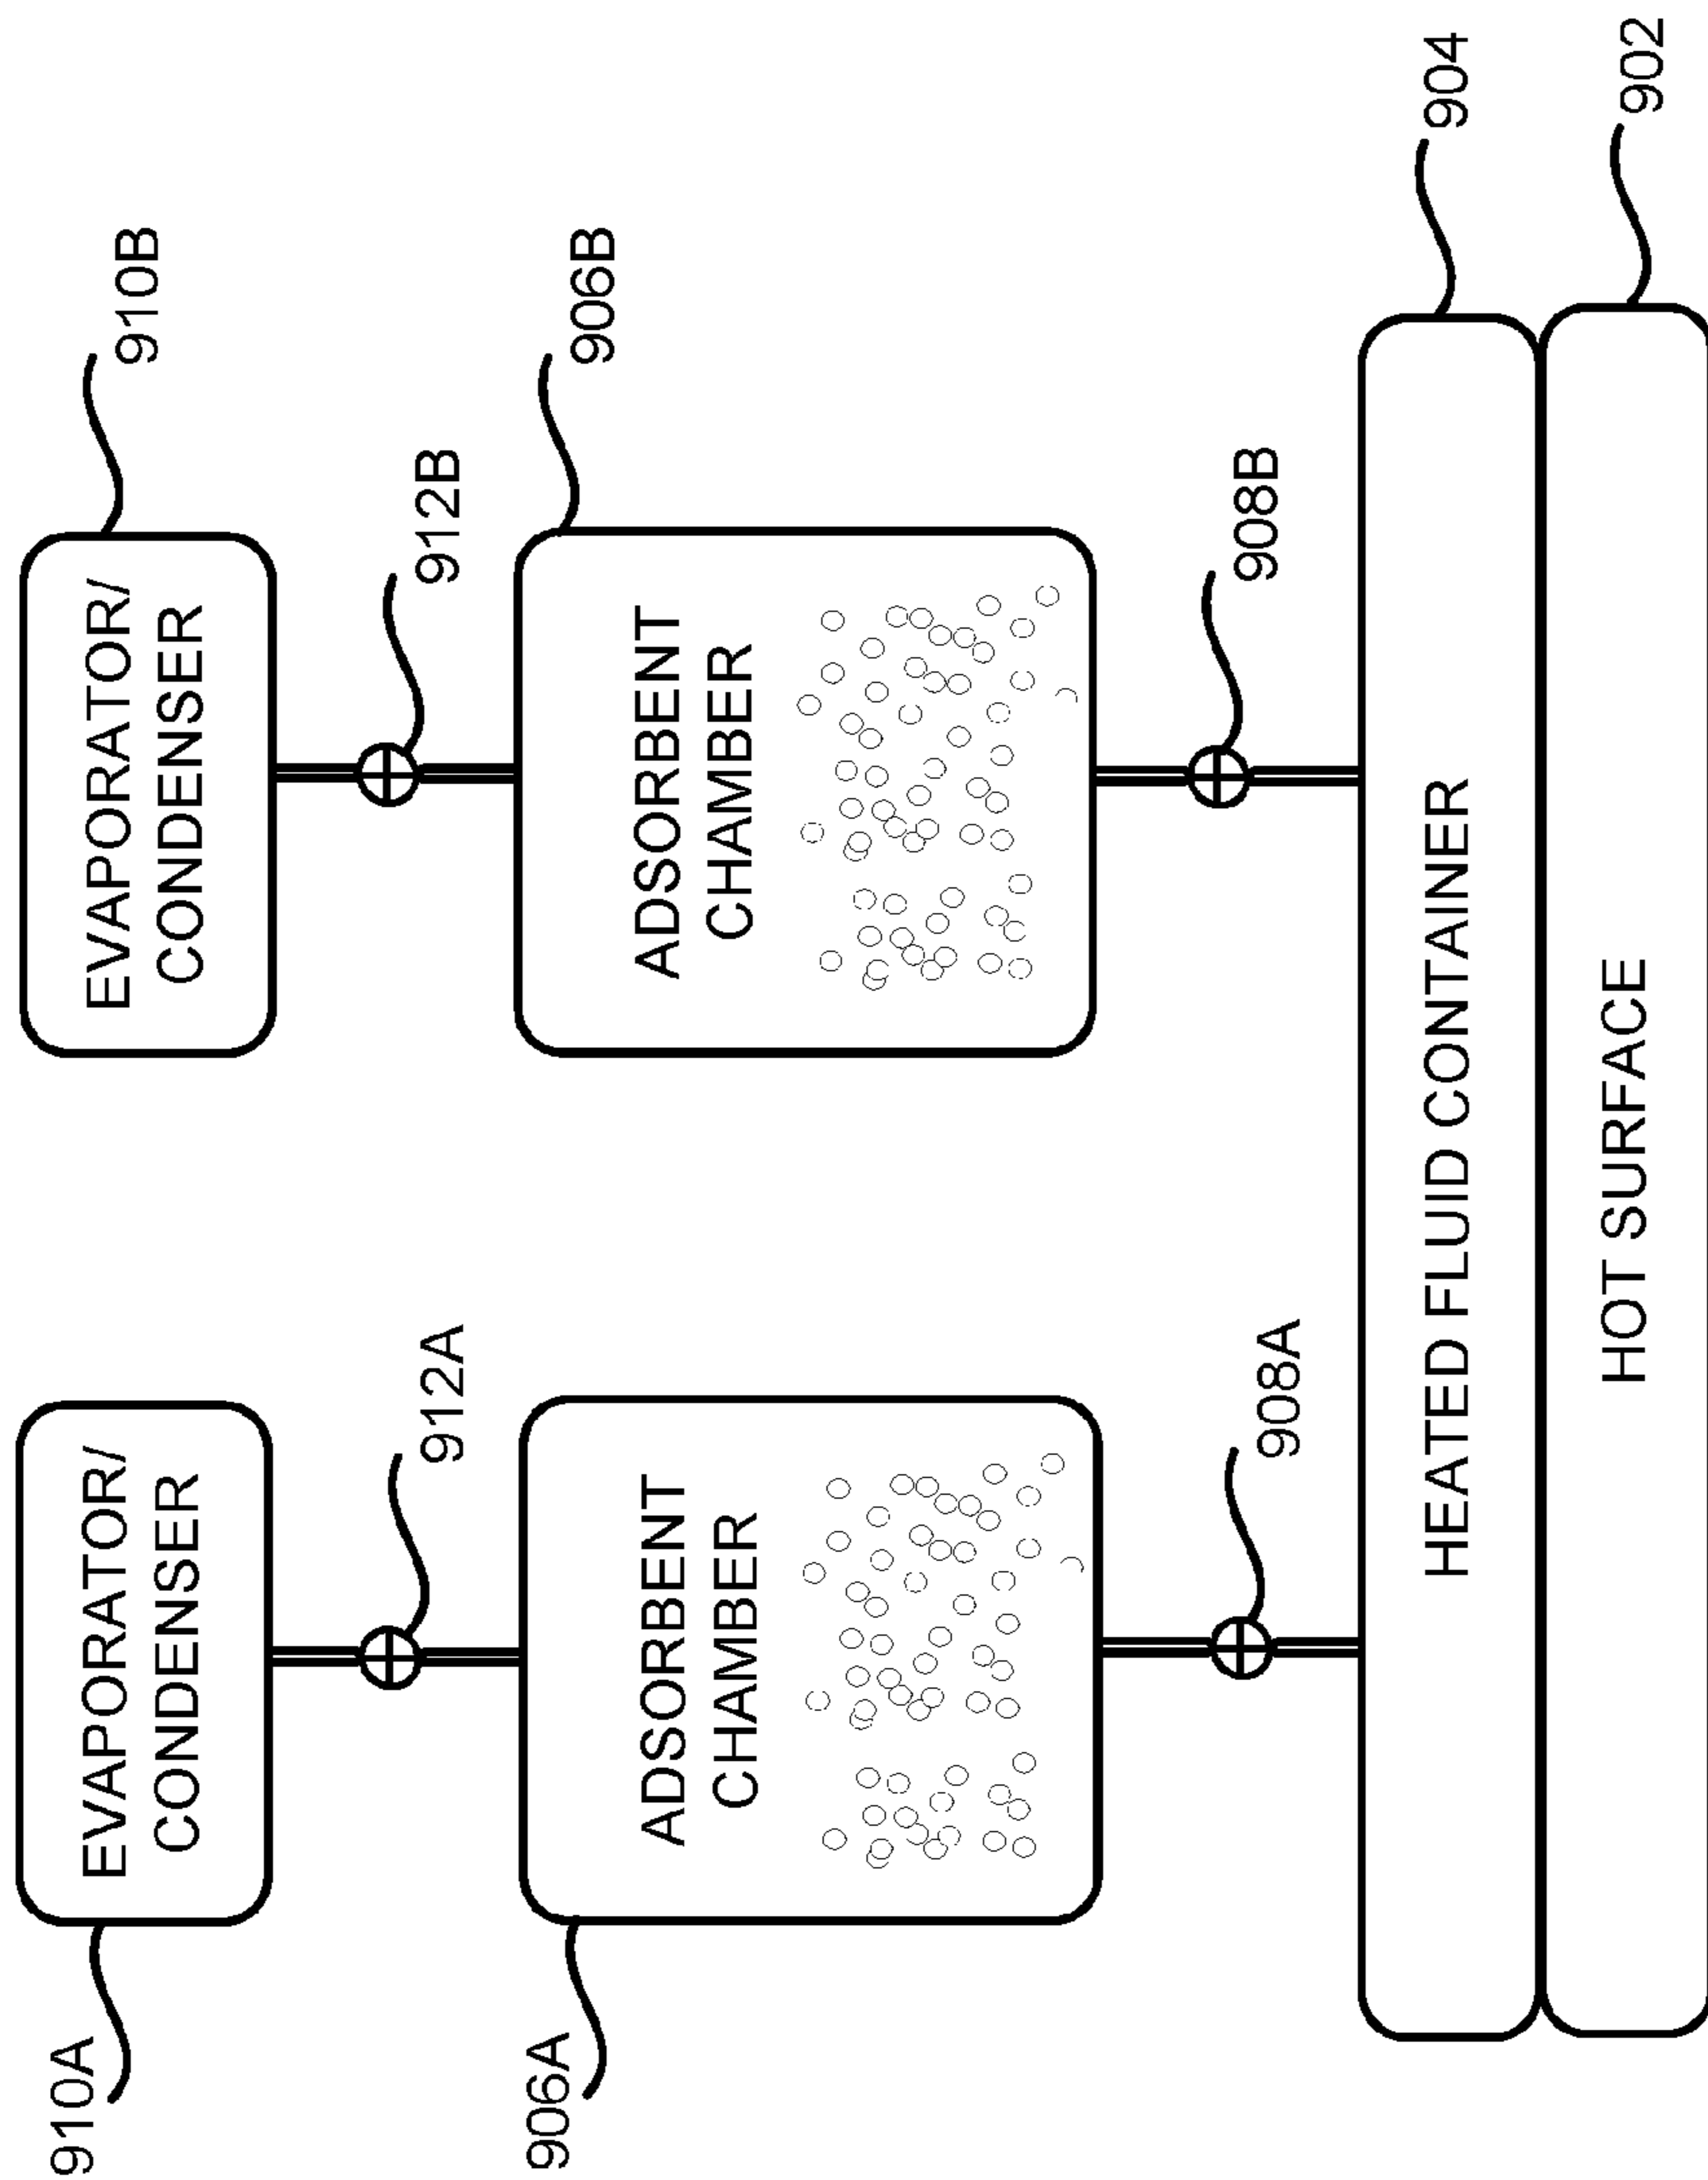 910A
EVAPORATOR/
CONDENSER
EVAPORATOR/
CONDENSER
910B
912A
912B
906A
ADSORBENT
CHAMBER
ADSORBENT
CHAMBER
906B
908A
908B
HEATED FLUID CONTAINER
904
HOT SURFACE
902